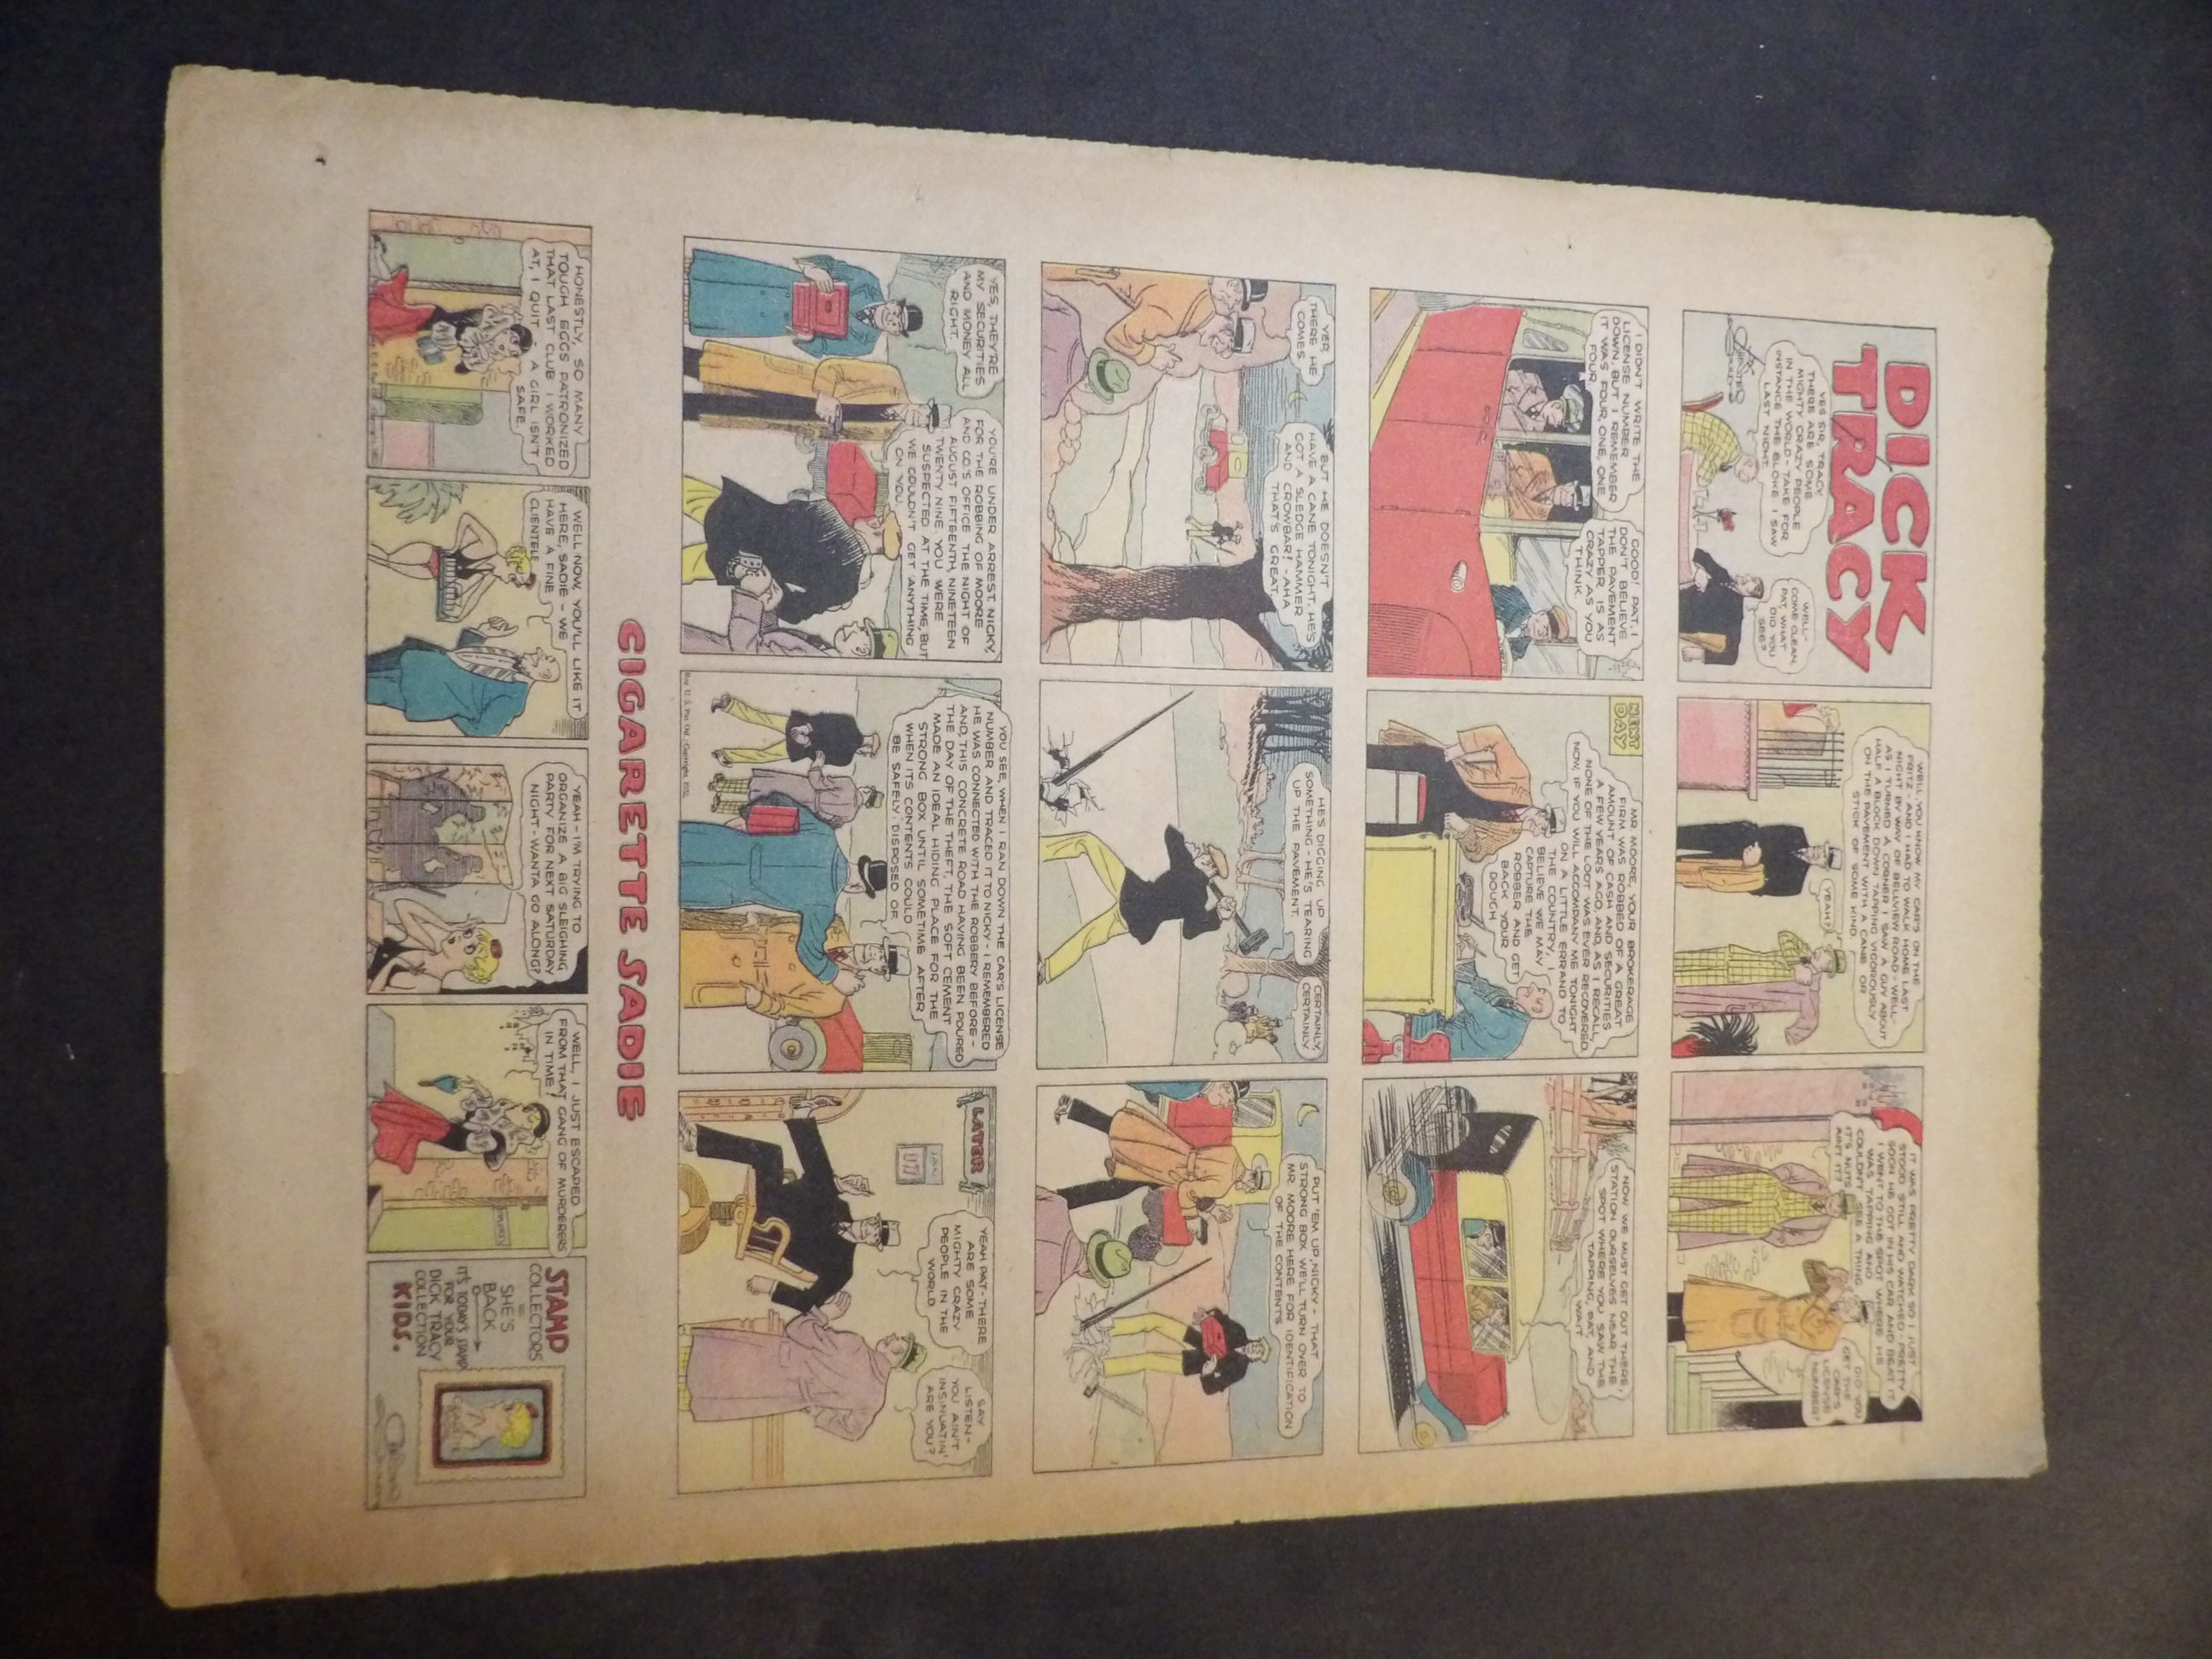 DICK
TRACY
YES SIR, TRACY,
THERE ARE SOME
MIGHTY CRAZY PEOPLE
IN THE WORLD - TAKE FOR
INSTANCE THE BLOKE I SAW
LAST NIGHT.
WELL -
COME CLEAN,
PAT, WHAT
DID YOU
SEE?
WELL, YOU KNOW MY CAR'S ON THE
FRITZ - AND I HAD TO WALK HOME LAST
NIGHT BY WAY OF BELLVIEW ROAD - WELL -
AS I TURNED A CORNER I SAW A GUY ABOUT
HALF A BLOCK DOWN TAPPING VIGOROUSLY
ON THE PAVEMENT WITH A CANE OR
STICK OF SOME KIND
YEAH?
IT WAS PRETTY DARK SO I JUST
STOOD STILL AND WATCHED - PRETTY
SOON HE GOT IN HIS CAR AND BEAT IT
I WENT TO THE SPOT WHERE HE
WAS TAPPING AND
COULDN'T SEE A THING
IT'S NUTS
AIN'T IT?
DID YOU
GET THE
CAR'S
LICENSE
NUMBER?
I DIDN'T WRITE THE
LICENSE NUMBER
DOWN, BUT I REMEMBER
IT WAS FOUR, ONE, ONE,
FOUR
GOOD! PAT, I
DON'T BELIEVE
THE PAVEMENT
TAPPER IS AS
CRAZY AS YOU
THINK
NEXT
DAY
MR. MOORE, YOUR BROKERAGE
FIRM WAS ROBBED OF A GREAT
AMOUNT OF CASH AND SECURITIES
A FEW YEARS AGO, AND, AS I RECALL,
NONE OF THE LOOT WAS EVER RECOVERED.
NOW, IF YOU WILL ACCOMPANY ME TONIGHT
ON A LITTLE ERRAND TO
THE COUNTRY, I
BELIEVE WE MAY
CAPTURE THE
ROBBER AND GET
BACK YOUR
DOUGH
NOW WE MUST GET OUT THERE,
STATION OURSELVES NEAR THE
SPOT WHERE YOU SAW THE
TAPPING, PAT, AND
WAIT
YEP,
THERE HE
COMES
BUT HE DOESN'T
HAVE A CANE TONIGHT. HE'S
GOT A SLEDGE HAMMER
AND CROWBAR! - AHA
THAT'S GREAT.
HE'S DIGGING UP
SOMETHING - HE'S TEARING
UP THE PAVEMENT.
CERTAINLY,
CERTAINLY
PUT 'EM UP, NICKY - THAT
STRONG BOX WE'LL TURN OVER TO
MR. MOORE HERE FOR IDENTIFICATION
OF THE CONTENTS
YES, THEY'RE
MY SECURITIES
AND MONEY ALL
RIGHT.
YOU'RE UNDER ARREST, NICKY,
FOR THE ROBBING OF MOORE
AND CO.'S OFFICE THE NIGHT OF
AUGUST FIFTEENTH, NINETEEN
TWENTY NINE. YOU WERE
SUSPECTED AT THE TIME, BUT
WE COULDN'T GET ANYTHING
ON YOU.
YOU SEE, WHEN I RAN DOWN THE CAR'S LICENSE
NUMBER AND TRACED IT TO NICKY - I REMEMBERED
HE WAS CONNECTED WITH THE ROBBERY BEFORE -
AND, THIS CONCRETE ROAD HAVING BEEN POURED
THE DAY OF THE THEFT, THE SOFT CEMENT
MADE AN IDEAL HIDING PLACE FOR THE
STRONG BOX UNTIL SOMETIME AFTER
WHEN ITS CONTENTS COULD
BE SAFELY DISPOSED OF.
Reg. U. S. Pat. Off.; Copyright, 1932,
LATER
JAN
17
YEAH PAT - THERE
ARE SOME
MIGHTY CRAZY
PEOPLE IN THE
WORLD.
SAY
LISTEN -
YOU AIN'T
INSINUATIN',
ARE YOU?
CIGARETTE SADIE
HONESTLY, SO MANY
TOUGH EGGS PATRONIZED
THAT LAST CLUB I WORKED
AT, I QUIT - A GIRL ISN'T
SAFE.
WELL NOW, YOU'LL LIKE IT
HERE, SADIE - WE
HAVE A FINE
CLIENTELE
YEAH - I'M TRYING TO
ORGANIZE A BIG SLEIGHING
PARTY FOR NEXT SATURDAY
NIGHT - WANTA GO ALONG?
WELL, I JUST ESCAPED
FROM THAT GANG OF MURDERERS
IN TIME!
STAMP
COLLECTORS
SHE'S
BACK
IT'S TODAY'S STAMP
FOR YOUR
DICK TRACY
COLLECTION
KIDS.